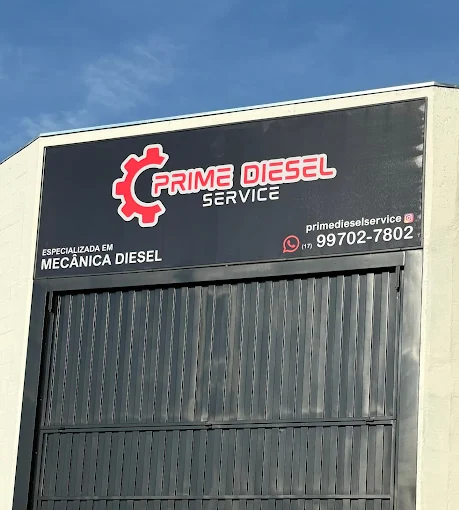 PRIME DIESEL
SERVICE
primedieselservice
ESPECIALIZADA EM
MECÂNICA DIESEL
(17) 99702-7802